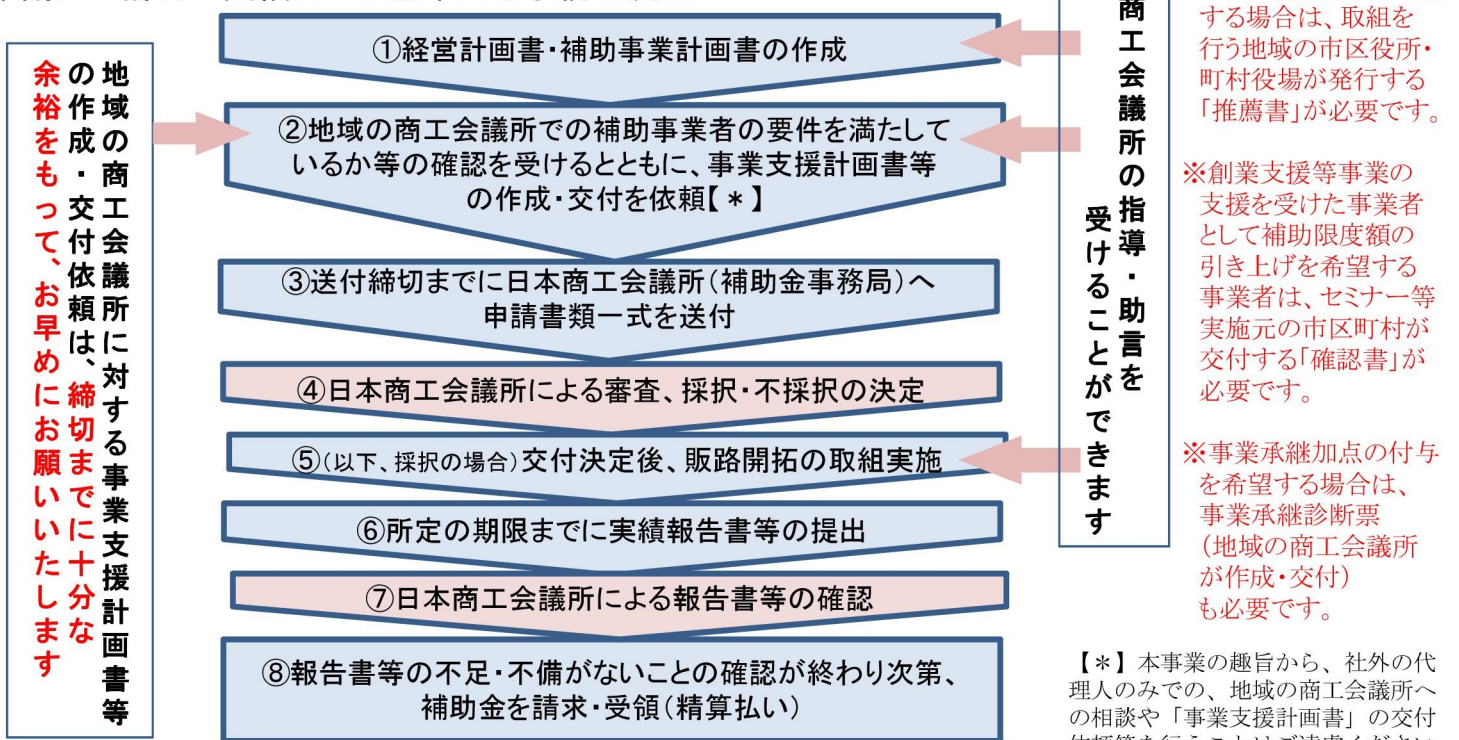 地域の商工会議所に対する事業支援計画書等
の作成・交付依頼は、締切までに十分な
余裕をもって、お早めにお願いいたします
①経営計画書・補助事業計画書の作成
②地域の商工会議所での補助事業者の要件を満たして
いるか等の確認を受けるとともに、事業支援計画書等
の作成・交付を依頼【＊】
③送付締切までに日本商工会議所(補助金事務局)へ
申請書類一式を送付
④日本商工会議所による審査、採択・不採択の決定
⑤(以下、採択の場合)交付決定後、販路開拓の取組実施
⑥所定の期限までに実績報告書等の提出
⑦日本商工会議所による報告書等の確認
⑧報告書等の不足・不備がないことの確認が終わり次第、
補助金を請求・受領(精算払い)
商工会議所の指導・助言を
受けることができます
する場合は、取組を
行う地域の市区役所・
町村役場が発行する
「推薦書」が必要です。
※創業支援等事業の
支援を受けた事業者
として補助限度額の
引き上げを希望する
事業者は、セミナー等
実施元の市区町村が
交付する「確認書」が
必要です。
※事業承継加点の付与
を希望する場合は、
事業承継診断票
(地域の商工会議所
が作成・交付)
も必要です。
【＊】本事業の趣旨から、社外の代
理人のみでの、地域の商工会議所へ
の相談や「事業支援計画書」の交付